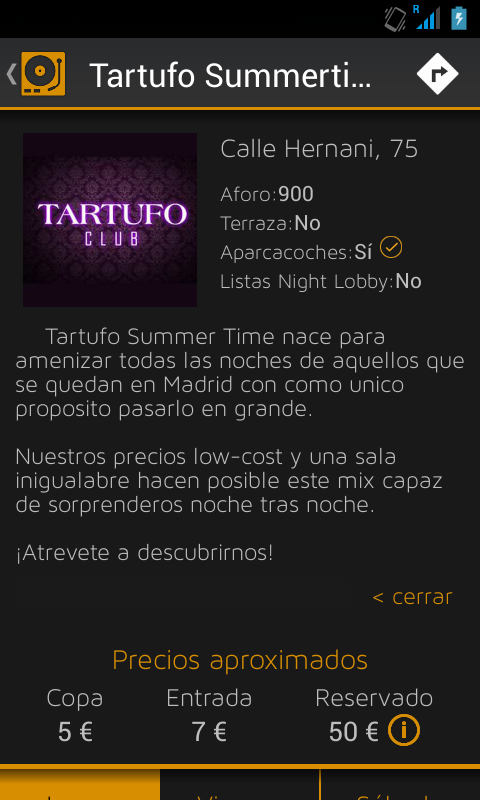 R
Tartufo Summerti...
Calle Hernani, 75
TARTUFO
CLUB
Aforo:900
Terraza:No
Aparcacoches:Sí
Listas Night Lobby:No
Tartufo Summer Time nace para
amenizar todas las noches de aquellos que
se quedan en Madrid con como unico
proposito pasarlo en grande.
Nuestros precios low-cost y una sala
inigualabre hacen posible este mix capaz
de sorprenderos noche tras noche.
¡Atrevete a descubrirnos!
< cerrar
Precios aproximados
Copa Entrada Reservado
5 € 7 € 50 € i